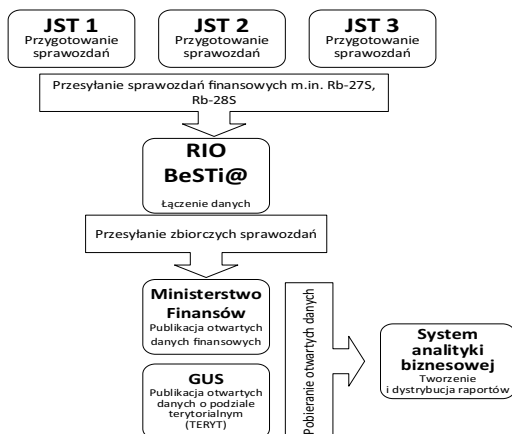 JST 1
Przygotowanie
sprawozdań
JST 2
Przygotowanie
sprawozdań
JST 3
Przygotowanie
sprawozdań
Przesyłanie sprawozdań finansowych m.in. Rb-27S,
Rb-28S
RIO
BeSTi@
Łączenie danych
Przesyłanie zbiorczych sprawozdań
Ministerstwo
Finansów
Publikacja otwartych
danych finansowych
GUS
Publikacja otwartych
danych o podziale
terytorialnym
(TERYT)
Pobieranie otwartych danych
System
analityki
biznesowej
Tworzenie
i dystrybucja raportów